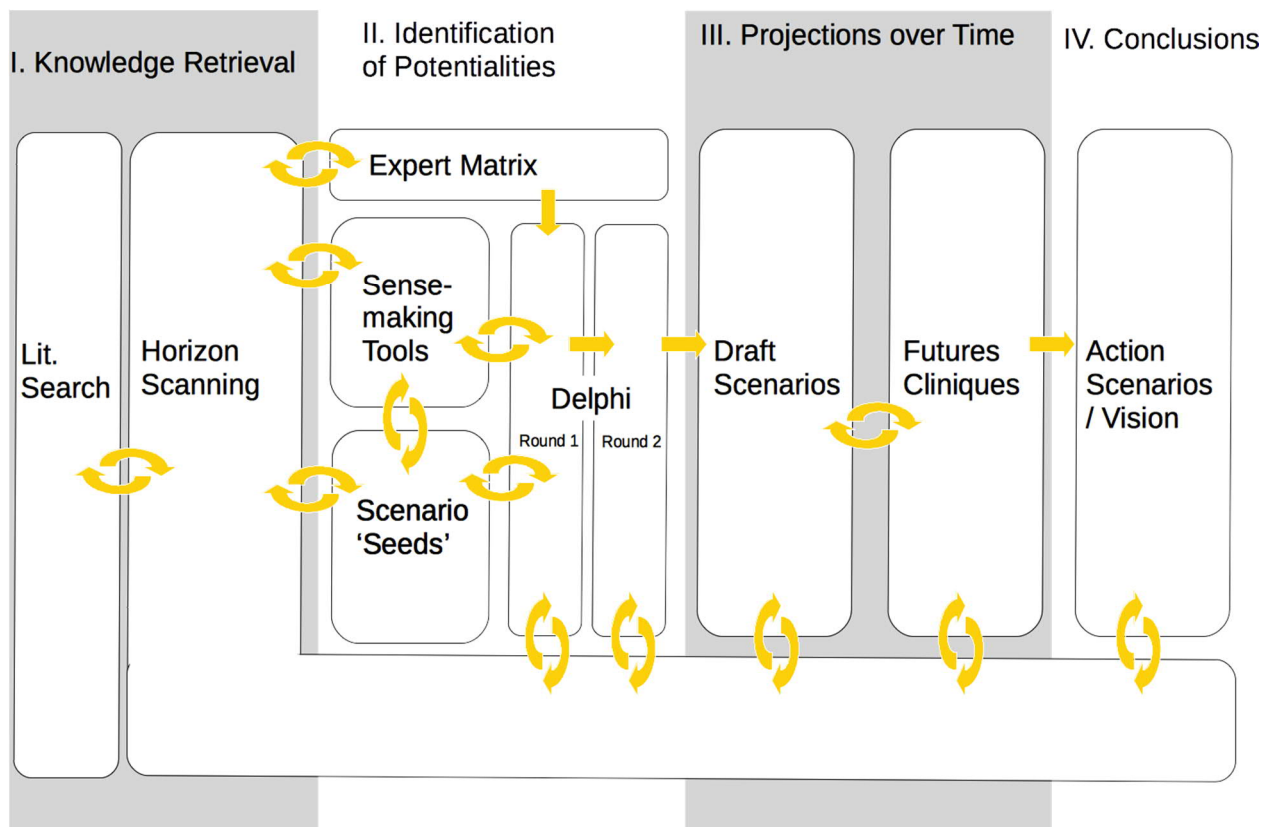 I. Knowledge Retrieval
II. Identification
of Potentialities
III. Projections over Time
IV. Conclusions
Expert Matrix
Lit.
Search
Horizon
Scanning
Sense-
making
Tools
Scenario
‘Seeds’
Delphi
Round 1
Round 2
Draft
Scenarios
Futures
Cliniques
Action
Scenarios
/ Vision